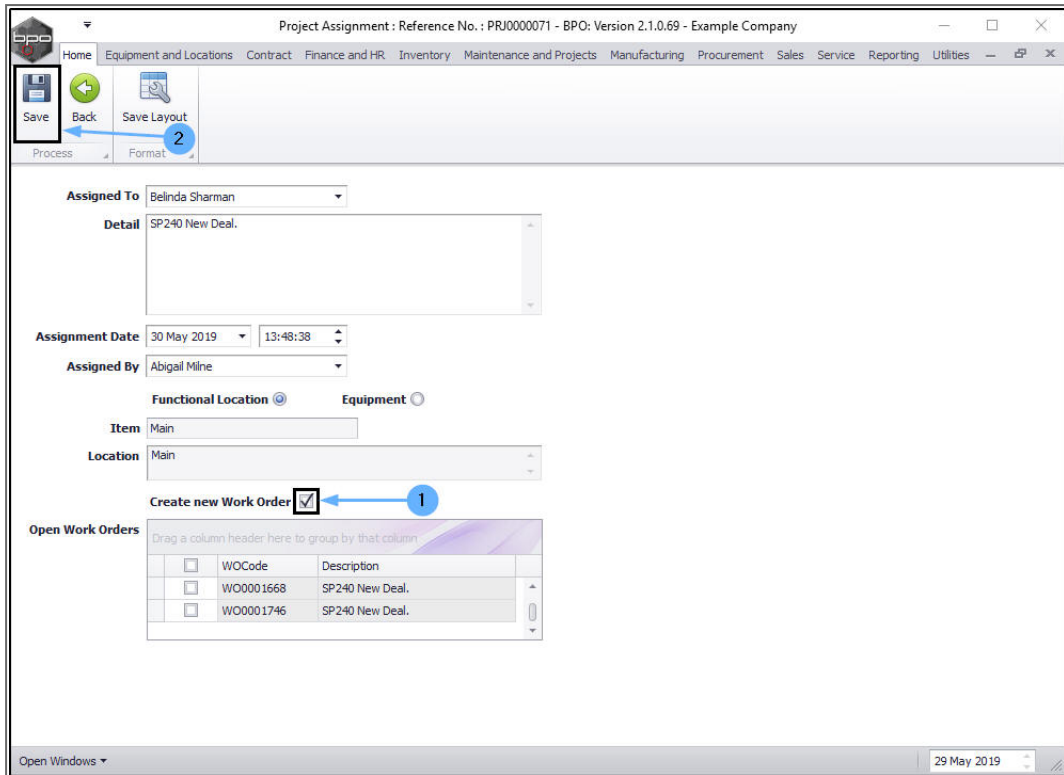 Project Assignment : Reference No. : PRJ0000071 - BPO: Version 2.1.0.69 - Example Company
bpo
Home Equipment and Locations Contract Finance and HR Inventory Maintenance and Projects Manufacturing Procurement Sales Service Reporting Utilities
Save Back Save Layout
2
Process Format
Assigned To Belinda Sharman
Detail SP240 New Deal.
Assignment Date 30 May 2019 13:48:38
Assigned By Abigail Milne
Functional Location Equipment
Item Main
Location Main
Create new Work Order 1
Open Work Orders Drag a column header here to group by that column
WOCode Description
WO0001668 SP240 New Deal.
WO0001746 SP240 New Deal.
Open Windows 29 May 2019